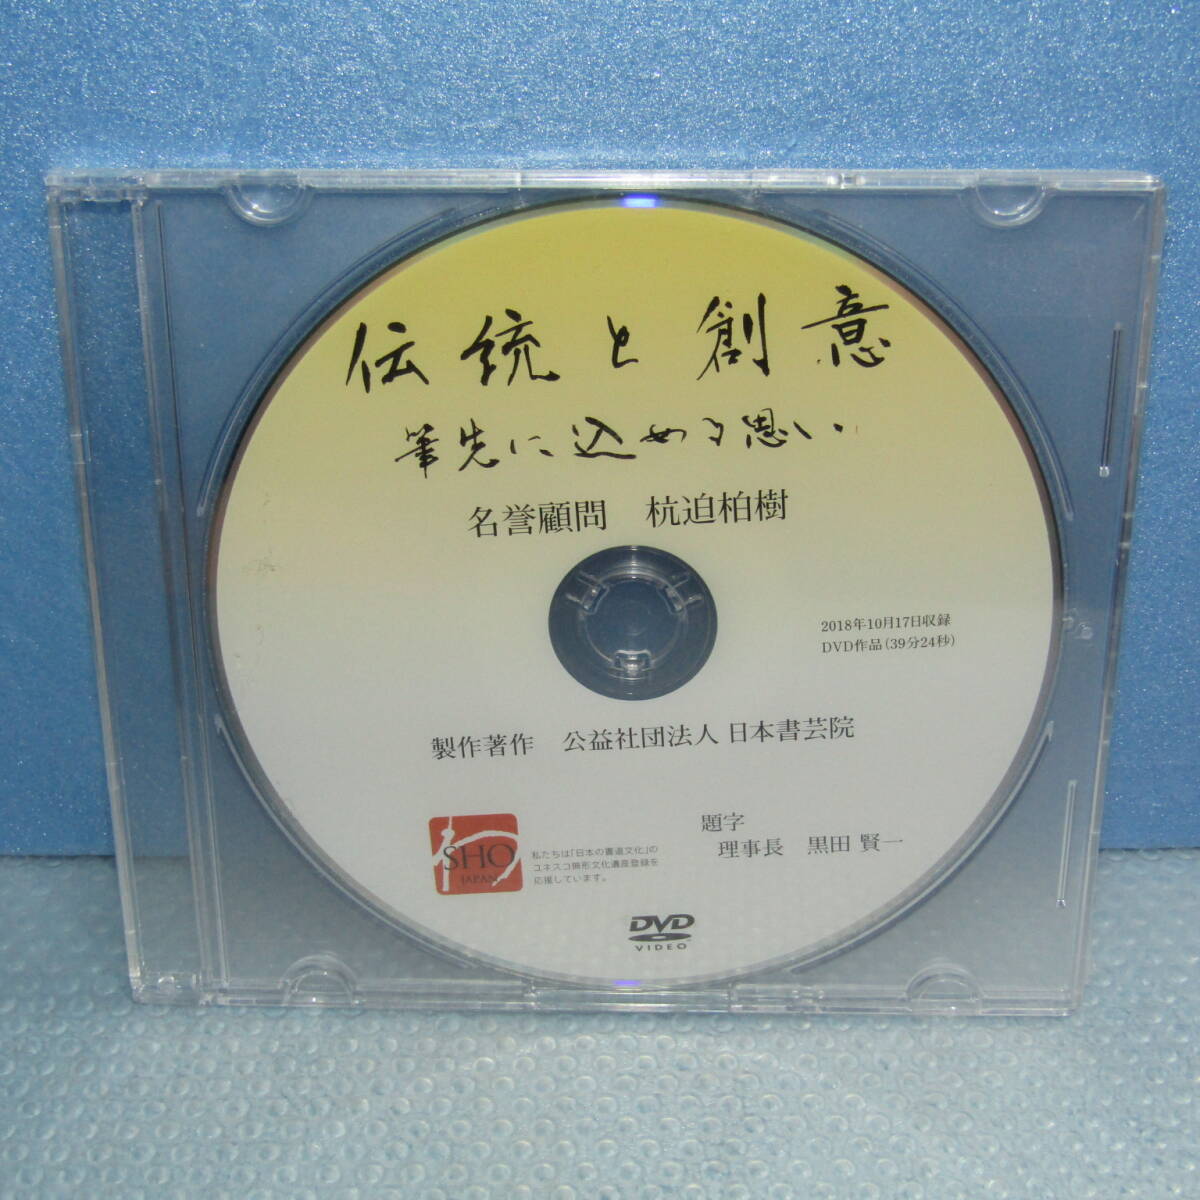 伝統と創意
筆先に込める思い
名誉顧問　杭迫柏樹
2018年10月17日収録
DVD作品（39分24秒）
製作著作　公益社団法人 日本書芸院
題字
理事長　黒田 賢一
SHO
JAPAN
私たちは「日本の書道文化」の
ユネスコ無形文化遺産登録を
応援しています。
DVD
VIDEO